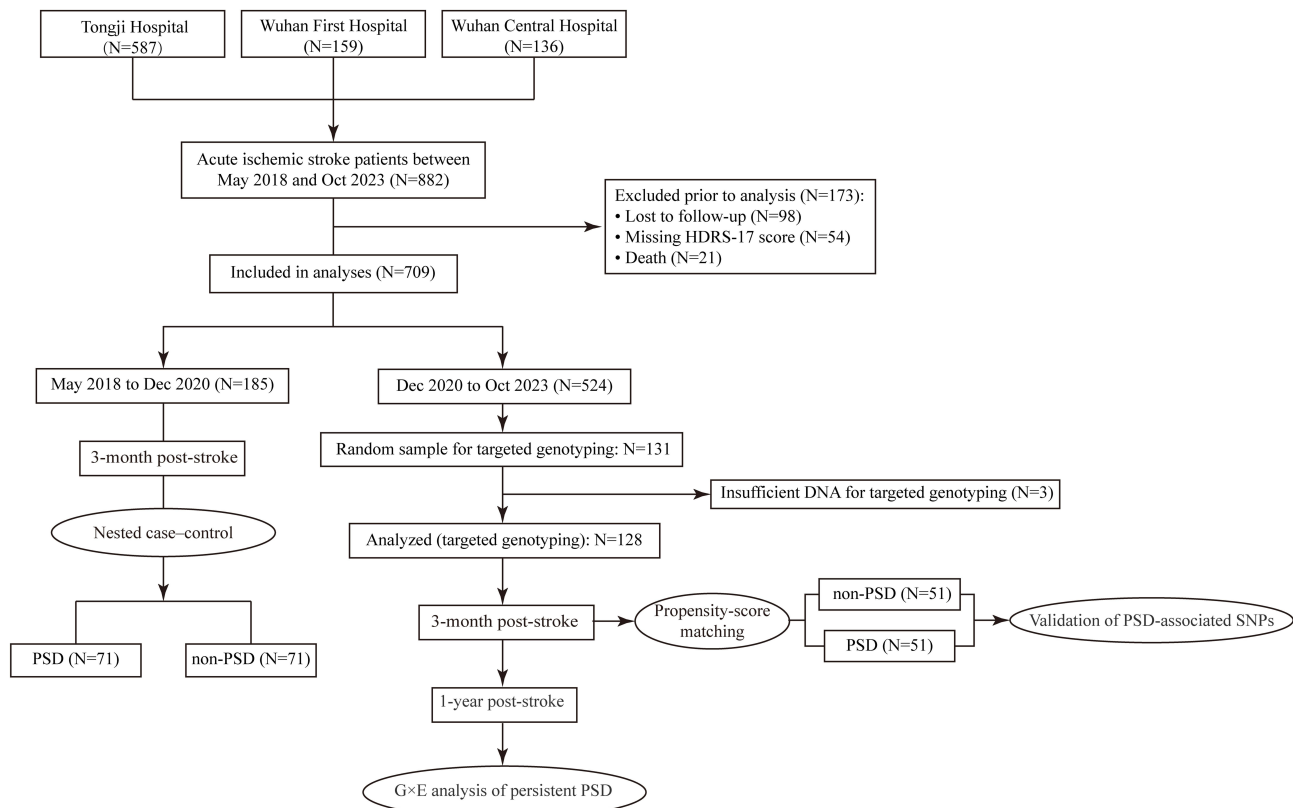 Tongji Hospital
(N=587)
Wuhan First Hospital
(N=159)
Wuhan Central Hospital
(N=136)
Acute ischemic stroke patients between
May 2018 and Oct 2023 (N=882)
Excluded prior to analysis (N=173):
• Lost to follow-up (N=98)
• Missing HDRS-17 score (N=54)
• Death (N=21)
Included in analyses (N=709)
May 2018 to Dec 2020 (N=185)
Dec 2020 to Oct 2023 (N=524)
3-month post-stroke
Random sample for targeted genotyping: N=131
Insufficient DNA for targeted genotyping (N=3)
Nested case–control
Analyzed (targeted genotyping): N=128
PSD (N=71)
non-PSD (N=71)
3-month post-stroke
Propensity-score
matching
non-PSD (N=51)
PSD (N=51)
Validation of PSD-associated SNPs
1-year post-stroke
G×E analysis of persistent PSD